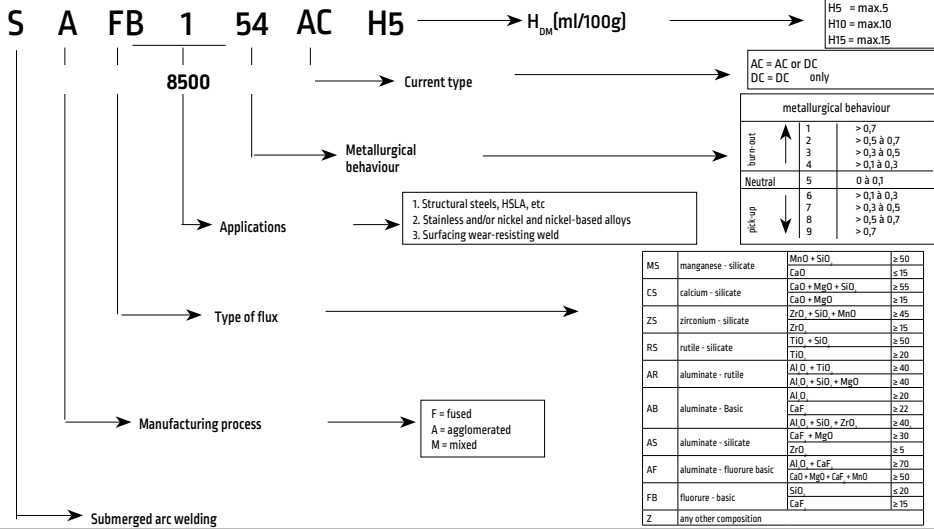 S A FB 1 54 AC H5
H_DM [ml/100g]
H5 = max.5
H10 = max.10
H15 = max.15
8500
Current type
AC = AC or DC
DC = DC only
Metallurgical
behaviour
metallurgical behaviour
burn-out
1 > 0,7
2 > 0,5 à 0,7
3 > 0,3 à 0,5
4 > 0,1 à 0,3
Neutral 5 0 à 0,1
pick-up
6 > 0,1 à 0,3
7 > 0,3 à 0,5
8 > 0,5 à 0,7
9 > 0,7
Applications
1. Structural steels, HSLA, etc
2. Stainless and/or nickel and nickel-based alloys
3. Surfacing wear-resisting weld
Type of flux
MS manganese - silicate MnO + SiO₂ ≥ 50
CaO ≤ 15
CS calcium - silicate CaO + MgO + SiO₂ ≥ 55
CaO + MgO ≥ 15
ZS zirconium - silicate ZrO₂ + SiO₂ + MnO ≥ 45
ZrO₂ ≥ 15
RS rutile - silicate TiO₂ + SiO₂ ≥ 50
TiO₂ ≥ 20
AR aluminate - rutile Al₂O₃ + TiO₂ ≥ 40
Al₂O₃ + SiO₂ + MgO ≥ 40
AB aluminate - Basic Al₂O₃ ≥ 20
CaF₂ ≥ 22
Al₂O₃ + SiO₂ + ZrO₂ ≥ 40
AS aluminate - silicate CaF₂ + MgO ≥ 30
ZrO₂ ≥ 5
AF aluminate - fluorure basic Al₂O₃ + CaF₂ ≥ 70
CaO + MgO + CaF₂ + MnO ≥ 50
FB fluorure - basic SiO₂ ≤ 20
CaF₂ ≥ 15
Z any other composition
Manufacturing process
F = fused
A = agglomerated
M = mixed
Submerged arc welding